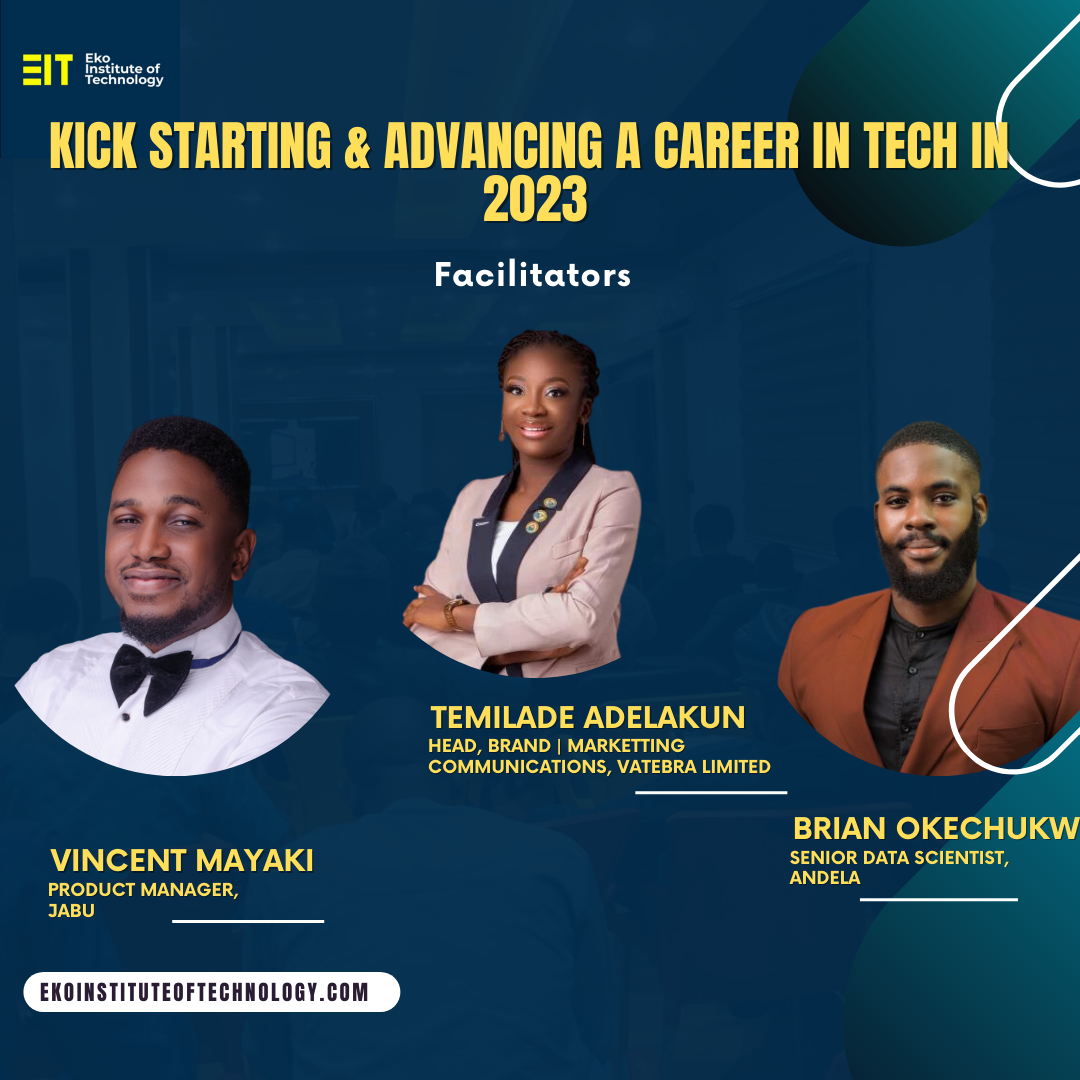 EIT
Eko
Institute of
Technology
KICK STARTING & ADVANCING A CAREER IN TECH IN
2023
Facilitators
TEMILADE ADELAKUN
HEAD, BRAND | MARKETTING
COMMUNICATIONS, VATEBRA LIMITED
BRIAN OKECHUKW
SENIOR DATA SCIENTIST,
ANDELA
VINCENT MAYAKI
PRODUCT MANAGER,
JABU
EKOINSTITUTEOFTECHNOLOGY.COM